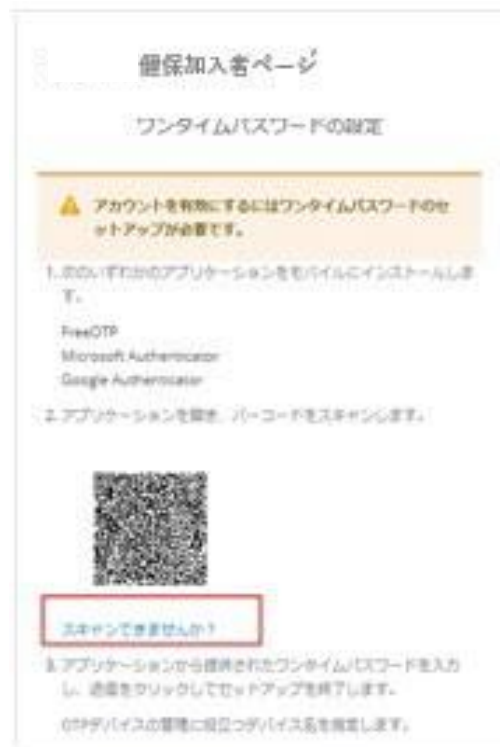 健保加入者ページ
ワンタイムパスワードの設定
アカウントを有効にするにはワンタイムパスワードのセ
ットアップが必要です。
1. 次のいずれかのアプリケーションをモバイルにインストールしま
す。
FreeOTP
Microsoft Authenticator
Google Authenticator
2. アプリケーションを開き、バーコードをスキャンします。
スキャンできませんか？
3. アプリケーションから提供されたワンタイムパスワードを入力
し、送信をクリックしてセットアップを終了します。
OTPデバイスの管理に役立つデバイス名を指定します。